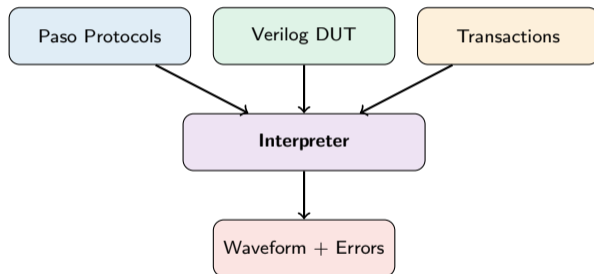 Paso Protocols
Verilog DUT
Transactions
Interpreter
Waveform + Errors